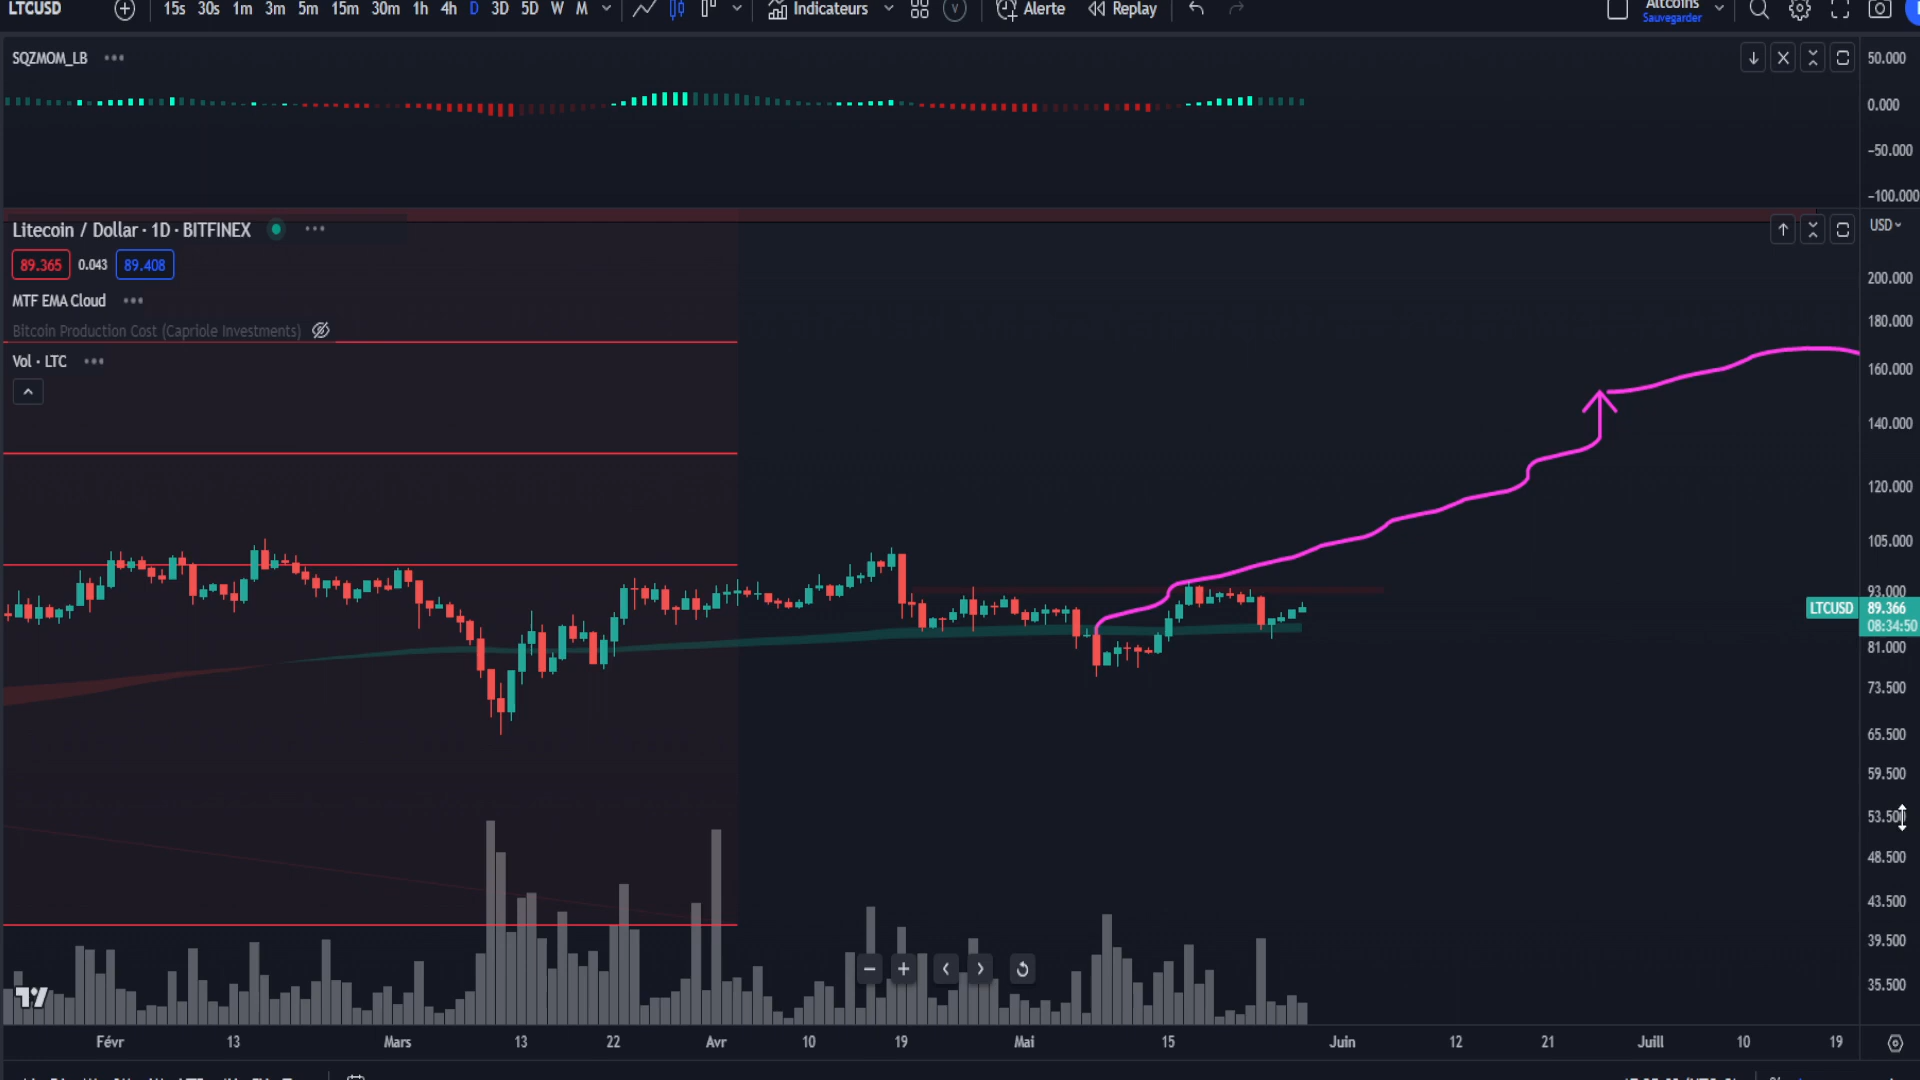 LTCUSD 15s 30s 1m 3m 5m 15m 30m 1h 4h D 3D 5D W M Indicateurs Alerte Replay Altcoins
Sauvegarder
SQZMOM_LB
50.000
0.000
−50.000
−100.000
Litecoin / Dollar · 1D · BITFINEX
USD
89.365 0.043 89.408
MTF EMA Cloud
Bitcoin Production Cost (Capriole Investments)
Vol · LTC
200.000
180.000
160.000
140.000
120.000
105.000
93.000
LTCUSD 89.366
08:34:50
81.000
73.500
65.500
59.500
53.500
48.500
43.500
39.500
35.500
Févr 13 Mars 13 22 Avr 10 19 Mai 15 Juin 12 21 Juill 10 19